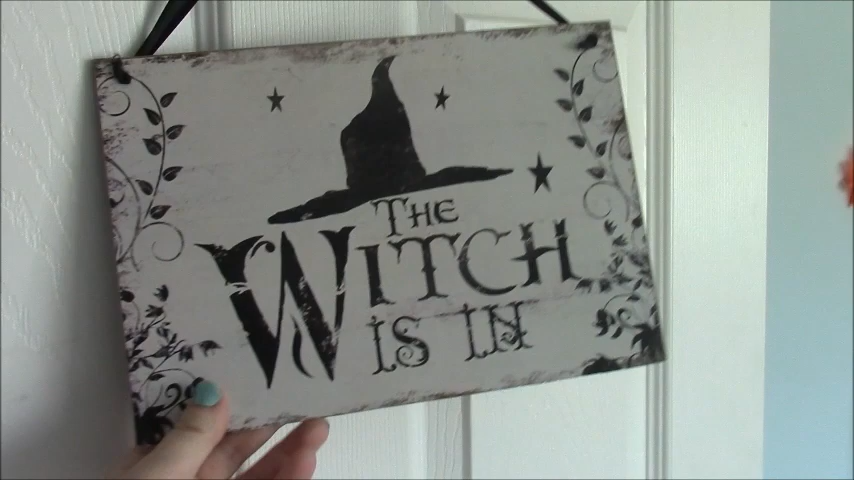 THE
WITCH
IS IN